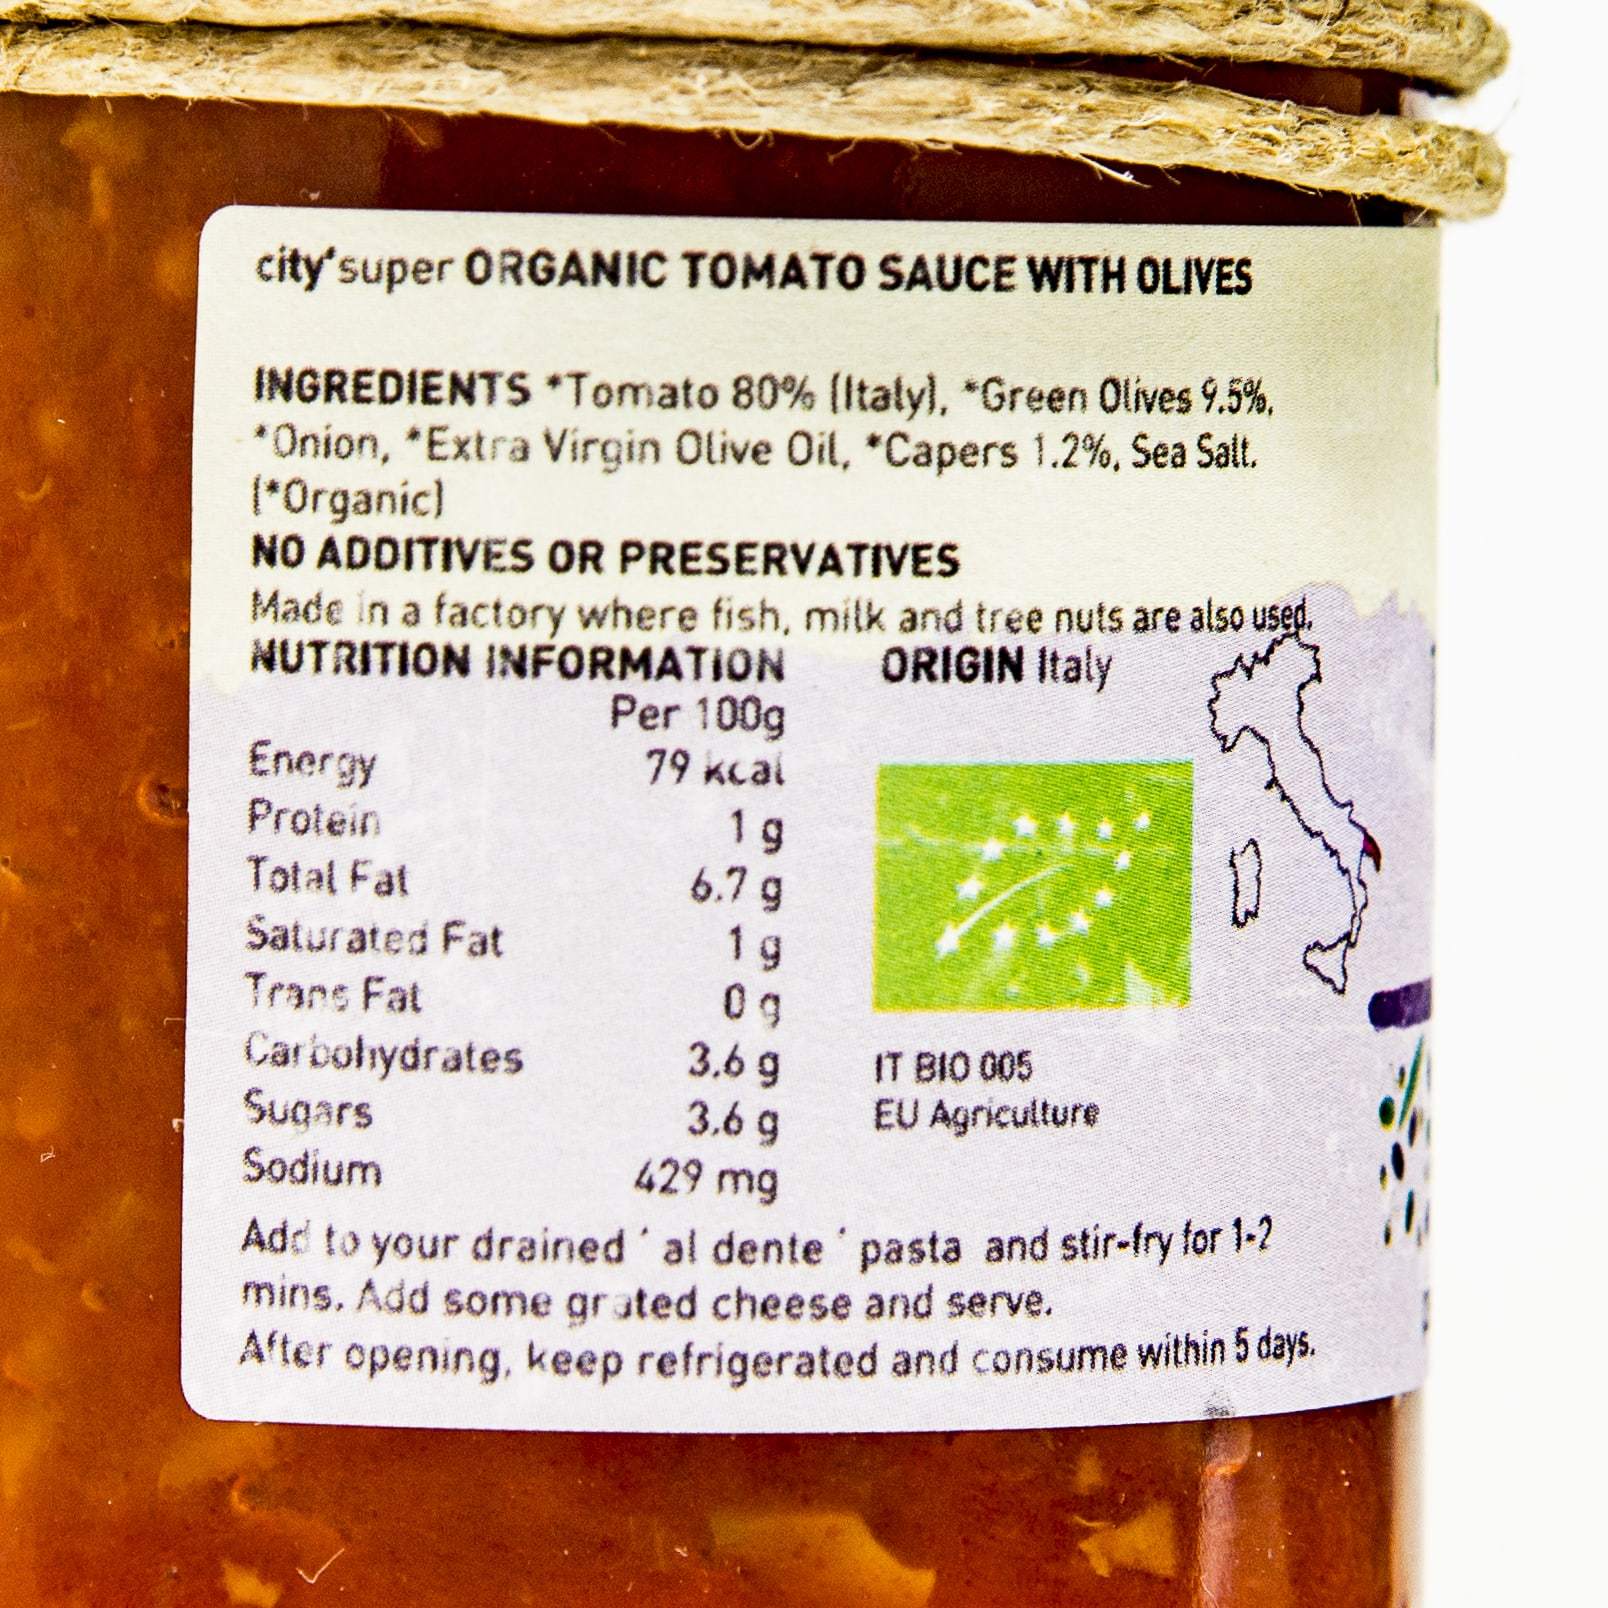 city'super ORGANIC TOMATO SAUCE WITH OLIVES
INGREDIENTS *Tomato 80% (Italy), *Green Olives 9.5%,
*Onion, *Extra Virgin Olive Oil, *Capers 1.2%, Sea Salt.
(*Organic)
NO ADDITIVES OR PRESERVATIVES
Made in a factory where fish, milk and tree nuts are also used.
NUTRITION INFORMATION
Per 100g
Energy 79 kcal
Protein 1 g
Total Fat 6.7 g
Saturated Fat 1 g
Trans Fat 0 g
Carbohydrates 3.6 g
Sugars 3.6 g
Sodium 429 mg
ORIGIN Italy
IT BIO 005
EU Agriculture
Add to your drained ' al dente ' pasta and stir-fry for 1-2
mins. Add some grated cheese and serve.
After opening, keep refrigerated and consume within 5 days.